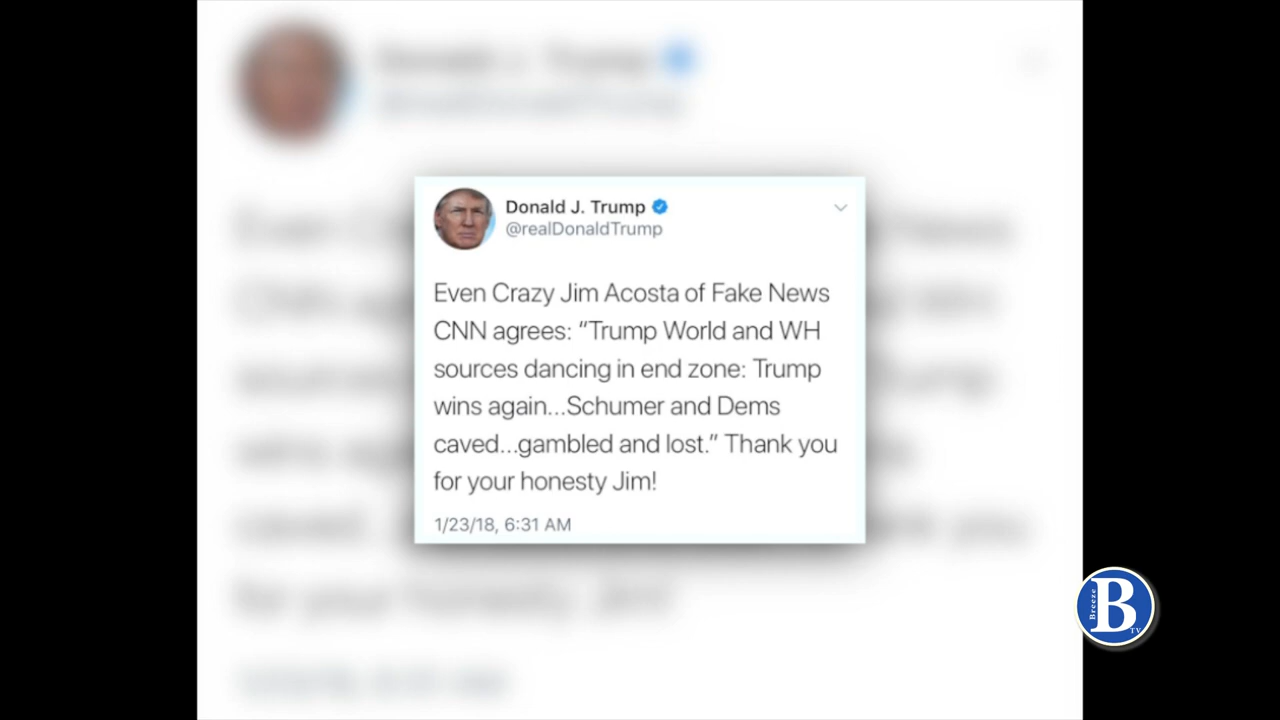 Donald J. Trump
@realDonaldTrump
Even Crazy Jim Acosta of Fake News
CNN agrees: “Trump World and WH
sources dancing in end zone: Trump
wins again...Schumer and Dems
caved...gambled and lost.” Thank you
for your honesty Jim!
1/23/18, 6:31 AM
Breeze
B
TV